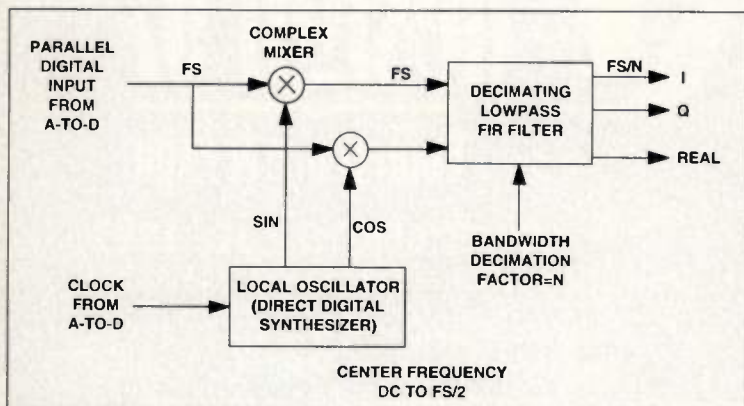 COMPLEX
MIXER
PARALLEL
DIGITAL
INPUT
FROM
A-TO-D
FS
FS
FS/N
I
Q
REAL
DECIMATING
LOWPASS
FIR FILTER
SIN
COS
BANDWIDTH
DECIMATION
FACTOR=N
CLOCK
FROM
A-TO-D
LOCAL OSCILLATOR
(DIRECT DIGITAL
SYNTHESIZER)
CENTER FREQUENCY
DC TO FS/2